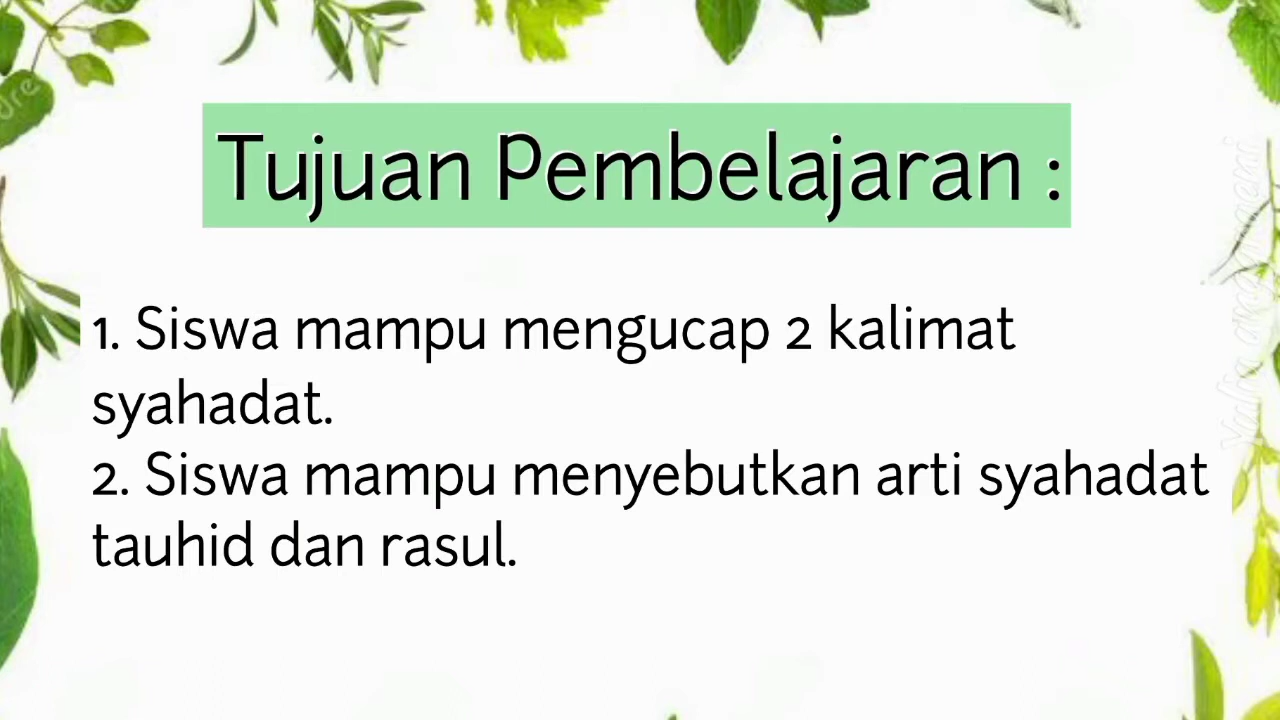 Tujuan Pembelajaran :
1. Siswa mampu mengucap 2 kalimat
syahadat.
2. Siswa mampu menyebutkan arti syahadat
tauhid dan rasul.